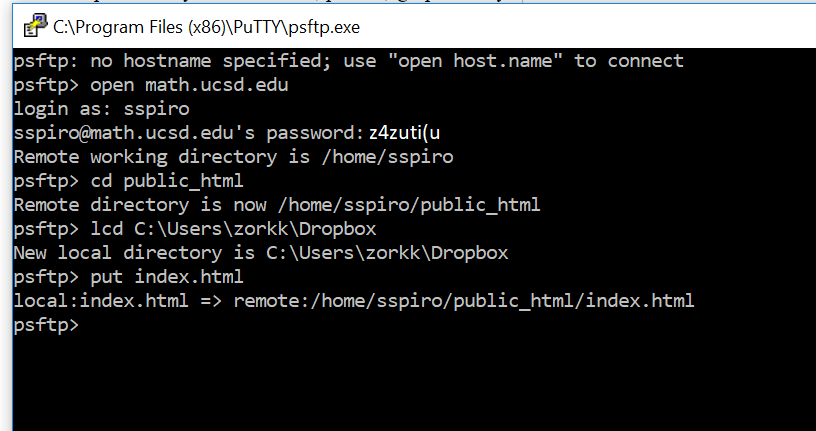 C:\Program Files (x86)\PuTTY\psftp.exe
psftp: no hostname specified; use "open host.name" to connect
psftp> open math.ucsd.edu
login as: sspiro
sspiro@math.ucsd.edu's password: z4zuti(u
Remote working directory is /home/sspiro
psftp> cd public_html
Remote directory is now /home/sspiro/public_html
psftp> lcd C:\Users\zorkk\Dropbox
New local directory is C:\Users\zorkk\Dropbox
psftp> put index.html
local:index.html => remote:/home/sspiro/public_html/index.html
psftp>